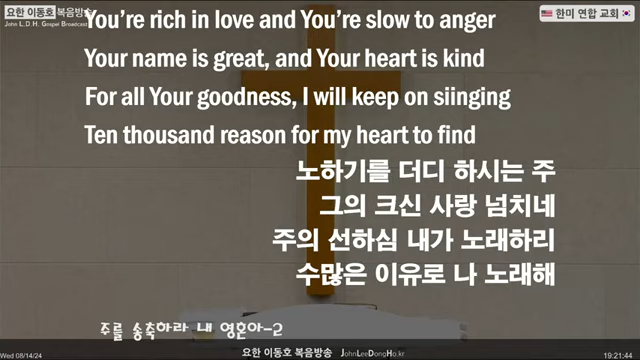 요한 이동호 복음방송
John L.D.H. Gospel Broadcast
한미 연합 교회
You're rich in love and You're slow to anger
Your name is great, and Your heart is kind
For all Your goodness, I will keep on siinging
Ten thousand reason for my heart to find
노하기를 더디 하시는 주
그의 크신 사랑 넘치네
주의 선하심 내가 노래하리
수많은 이유로 나 노래해
주를 송축하라 내 영혼아-2
Wed 08/14/24
요한 이동호 복음방송
JohnLeeDongHo.kr
19:21:44